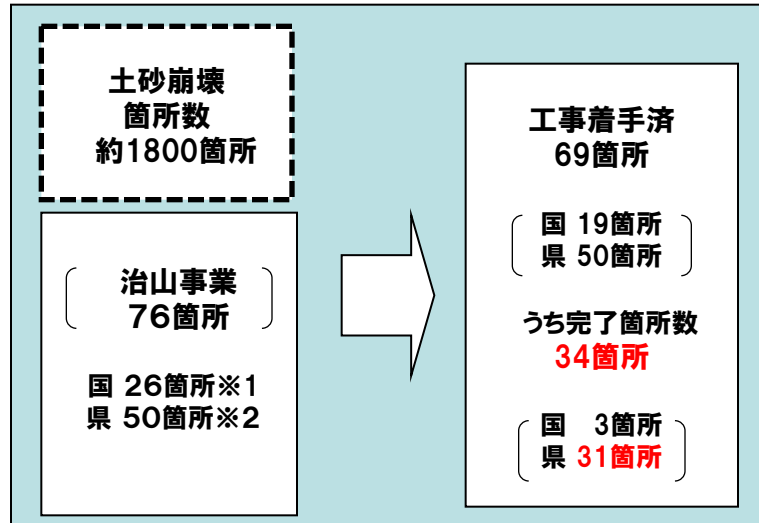 土砂崩壊
箇所数
約1800箇所
治山事業
76箇所
国 26箇所※1
県 50箇所※2
工事着手済
69箇所
国 19箇所
県 50箇所
うち完了箇所数
34箇所
国 3箇所
県 31箇所